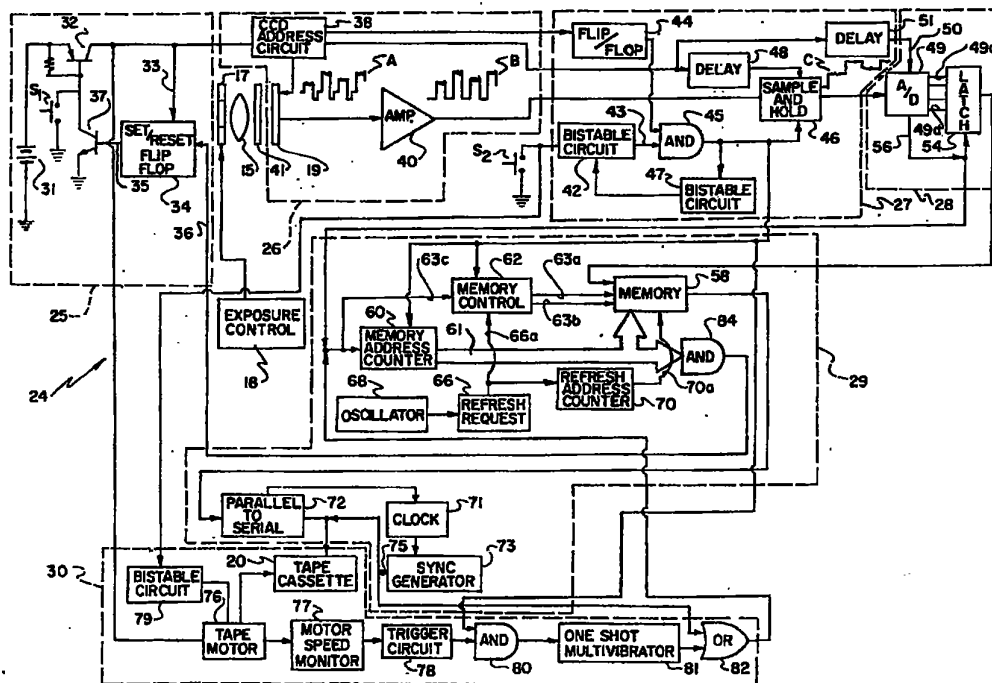 32
S1
37
33
31
SET/RESET
FLIP
FLOP
34
35
36
25
24
CCD
ADDRESS
CIRCUIT
38
17
15
41
19
A
AMP.
40
B
26
EXPOSURE
CONTROL
18
S2
FLIP/
FLOP
44
DELAY
48
DELAY
51
C
43
BISTABLE
CIRCUIT
42
AND
45
SAMPLE
AND
HOLD
46
47
BISTABLE
CIRCUIT
27
28
50
49
A/D
49a
49a
LATCH
56
54
63c
62
MEMORY
CONTROL
63a
63b
MEMORY
58
60
MEMORY
ADDRESS
COUNTER
61
66a
84
AND
68
OSCILLATOR
66
REFRESH
REQUEST
REFRESH
ADDRESS
COUNTER
70
70a
29
PARALLEL
TO
SERIAL
72
71
CLOCK
75
SYNC
GENERATOR
73
30
BISTABLE
CIRCUIT
79
20
TAPE
CASSETTE
76
TAPE
MOTOR
77
MOTOR
SPEED
MONITOR
TRIGGER
CIRCUIT
78
AND
80
ONE SHOT
MULTIVIBRATOR
81
OR
82